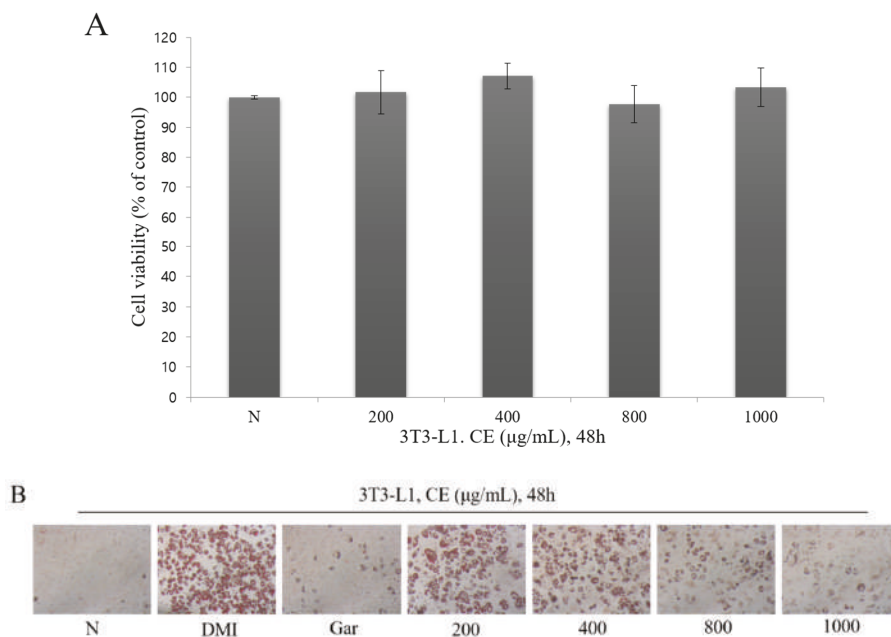 A
120
110
100
90
80
70
60
50
40
30
20
10
0
Cell viability (% of control)
N 200 400 800 1000
3T3-L1. CE (μg/mL), 48h
B
3T3-L1, CE (μg/mL), 48h
N DMI Gar 200 400 800 1000